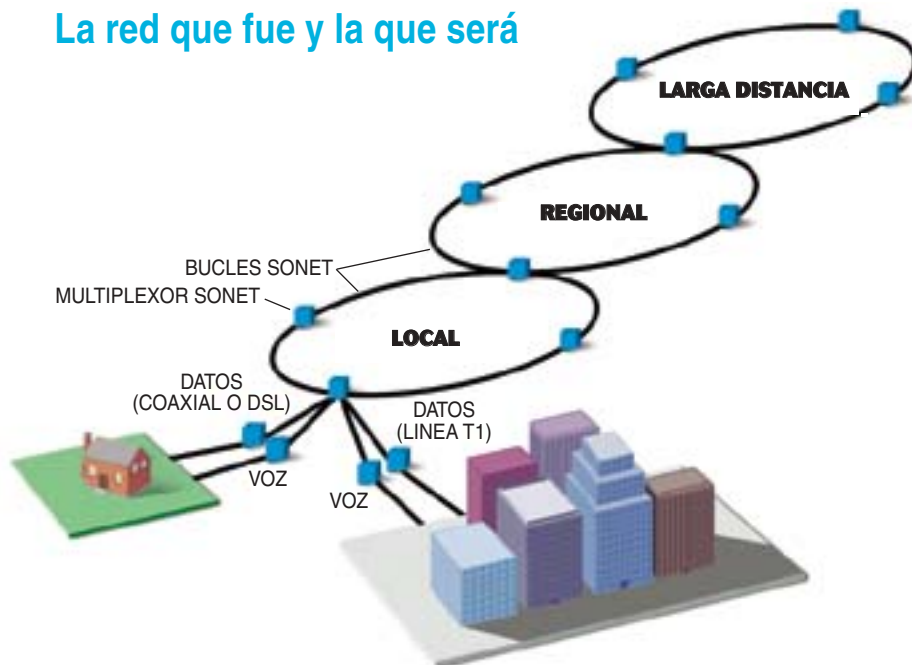 La red que fue y la que será
LARGA DISTANCIA
REGIONAL
BUCLES SONET
MULTIPLEXOR SONET
LOCAL
DATOS
(COAXIAL O DSL)
DATOS
(LINEA T1)
VOZ
VOZ